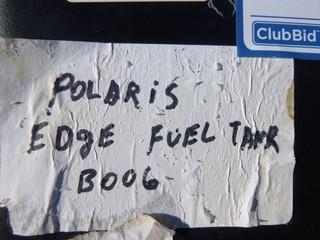 ClubBid
POLARiS
EDgE FUEL TANK
B006